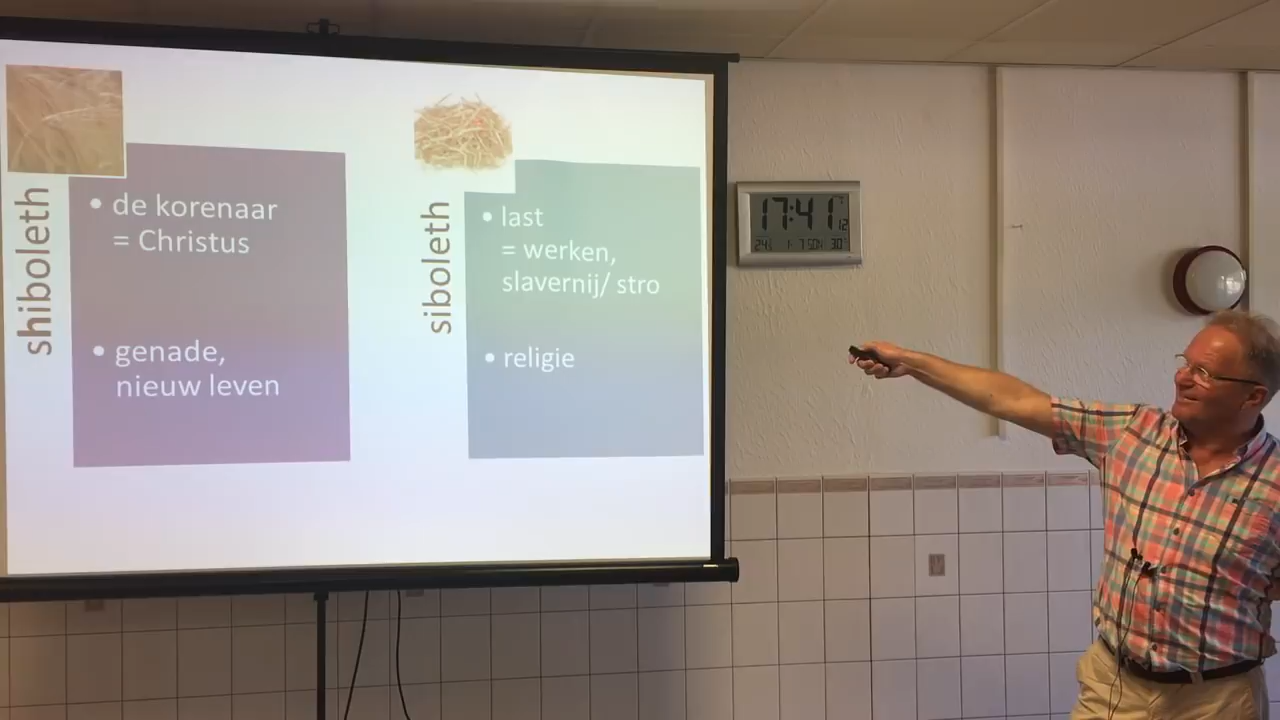 shiboleth
• de korenaar
= Christus
• genade,
nieuw leven
siboleth
• last
= werken,
slavernij/ stro
• religie
17:41